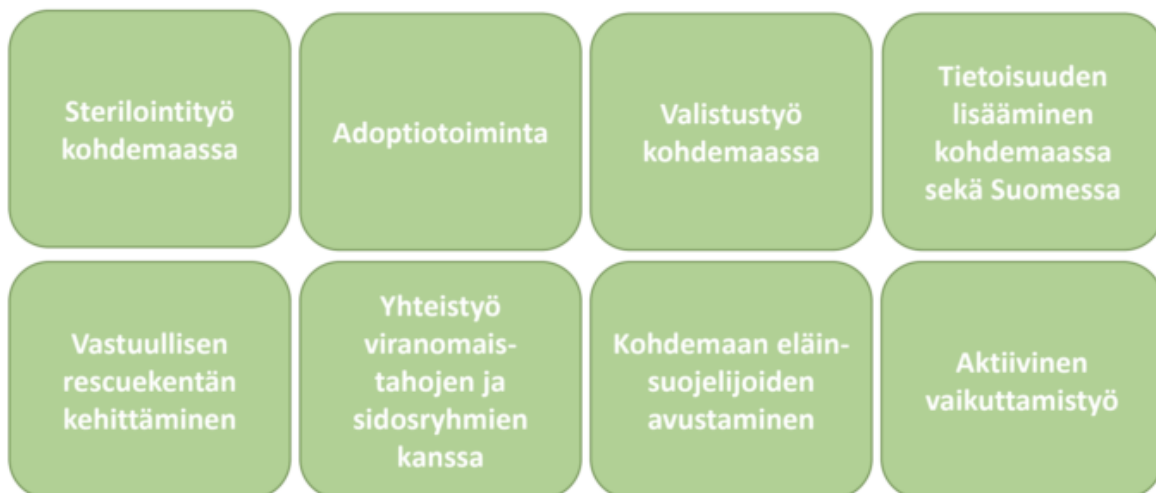 Sterilointityö
kohdemaassa
Adoptiotoiminta
Valistustyö
kohdemaassa
Tietoisuuden
lisääminen
kohdemaassa
sekä Suomessa
Vastuullisen
rescuekentän
kehittäminen
Yhteistyö
viranomais-
tahojen ja
sidosryhmien
kanssa
Kohdemaan eläin-
suojelijoiden
avustaminen
Aktiivinen
vaikuttamistyö